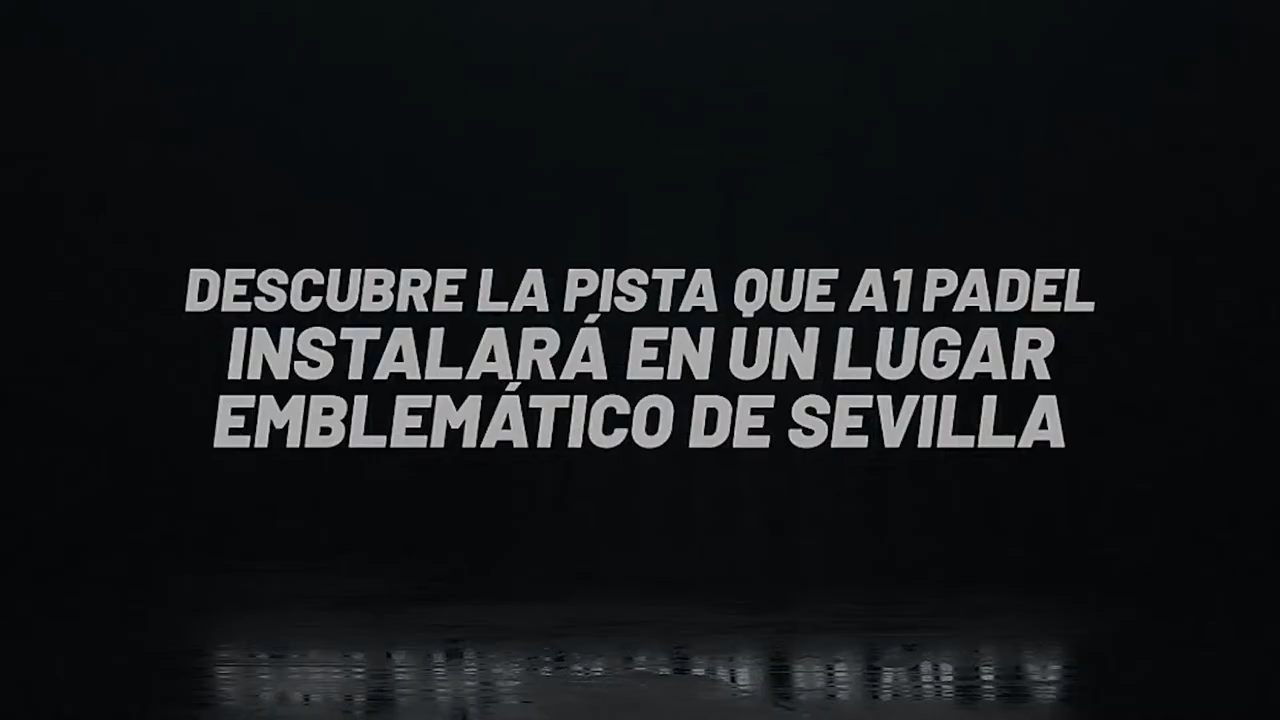 DESCUBRE LA PISTA QUE A1 PADEL
INSTALARÁ EN UN LUGAR
EMBLEMÁTICO DE SEVILLA